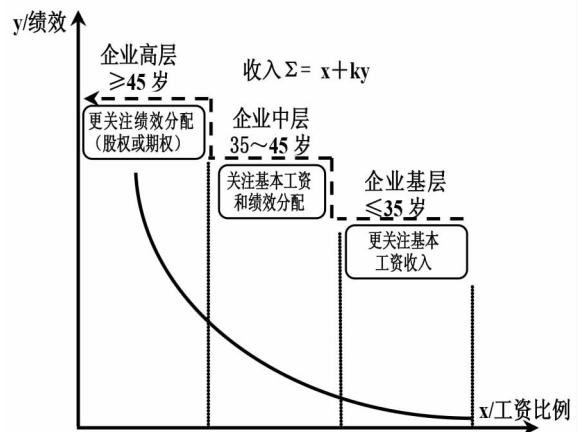 y/绩效
企业高层
≥45 岁
收入 Σ= x+ky
更关注绩效分配
（股权或期权）
企业中层
35～45 岁
关注基本工资
和绩效分配
企业基层
≤35 岁
更关注基本
工资收入
x/工资比例